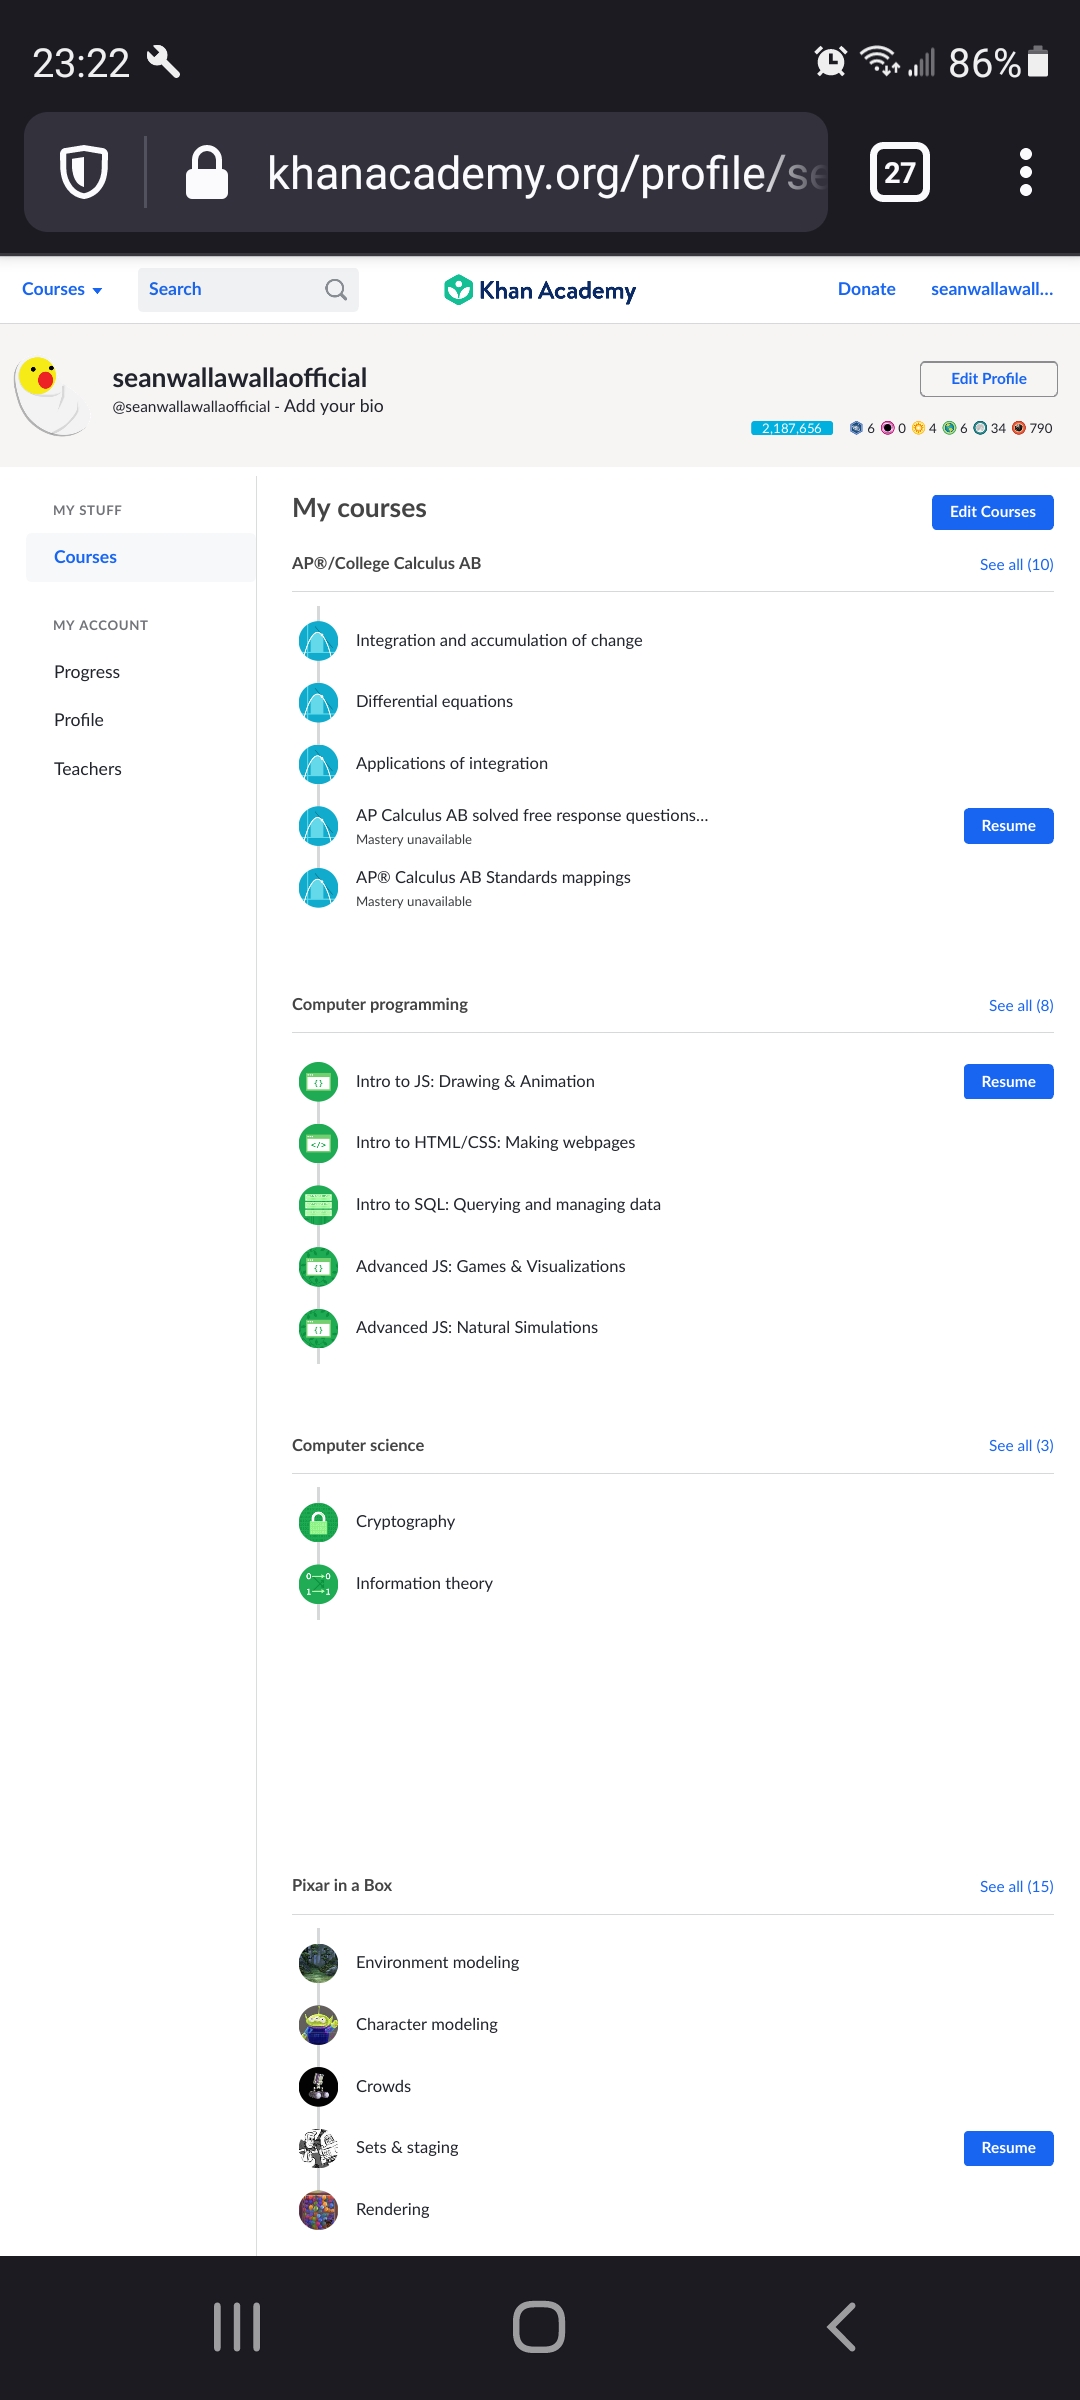 23:22
86%
khanacademy.org/profile/se
27
Courses
Search
Khan Academy
Donate
seanwallawall...
seanwallawallaofficial
@seanwallawallaofficial - Add your bio
Edit Profile
2,187,656 6 0 4 6 34 790
MY STUFF
Courses
MY ACCOUNT
Progress
Profile
Teachers
My courses
Edit Courses
AP®/College Calculus AB
See all (10)
Integration and accumulation of change
Differential equations
Applications of integration
AP Calculus AB solved free response questions...
Mastery unavailable
Resume
AP® Calculus AB Standards mappings
Mastery unavailable
Computer programming
See all (8)
Intro to JS: Drawing & Animation
Resume
Intro to HTML/CSS: Making webpages
Intro to SQL: Querying and managing data
Advanced JS: Games & Visualizations
Advanced JS: Natural Simulations
Computer science
See all (3)
Cryptography
Information theory
Pixar in a Box
See all (15)
Environment modeling
Character modeling
Crowds
Sets & staging
Resume
Rendering